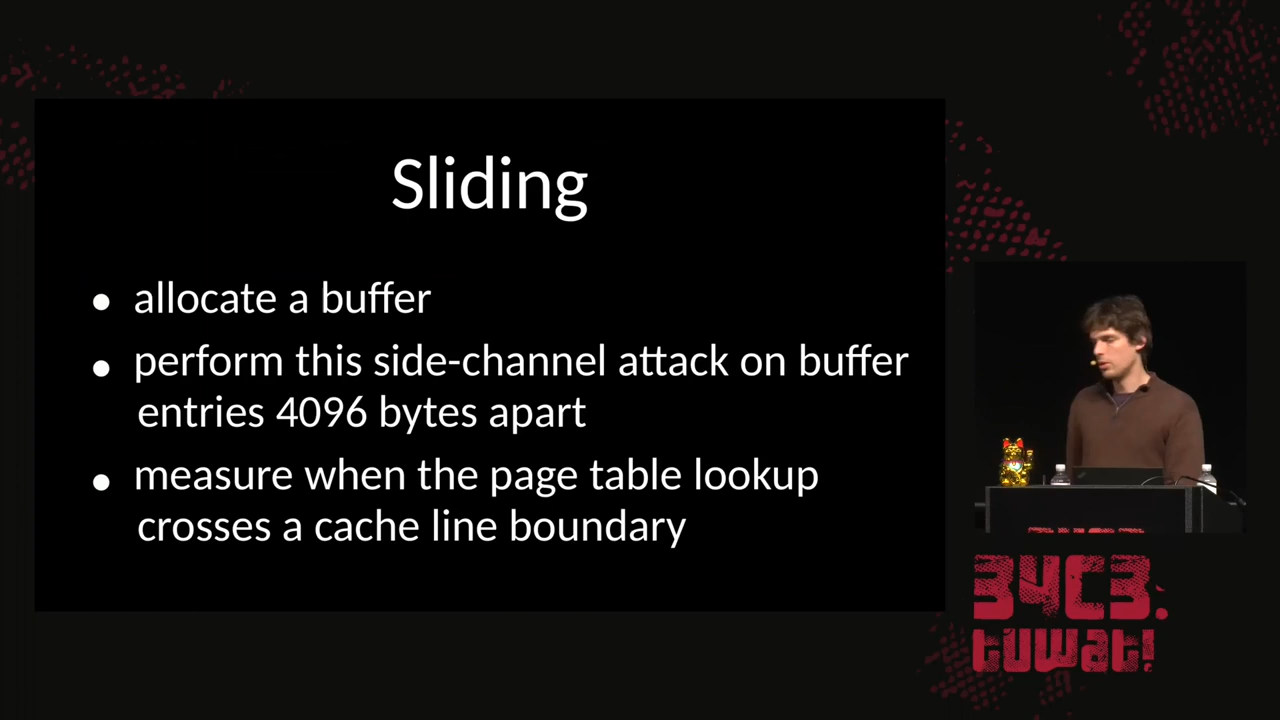 Sliding
• allocate a buffer
• perform this side-channel attack on buffer
entries 4096 bytes apart
• measure when the page table lookup
crosses a cache line boundary
34C3.
tuwat!